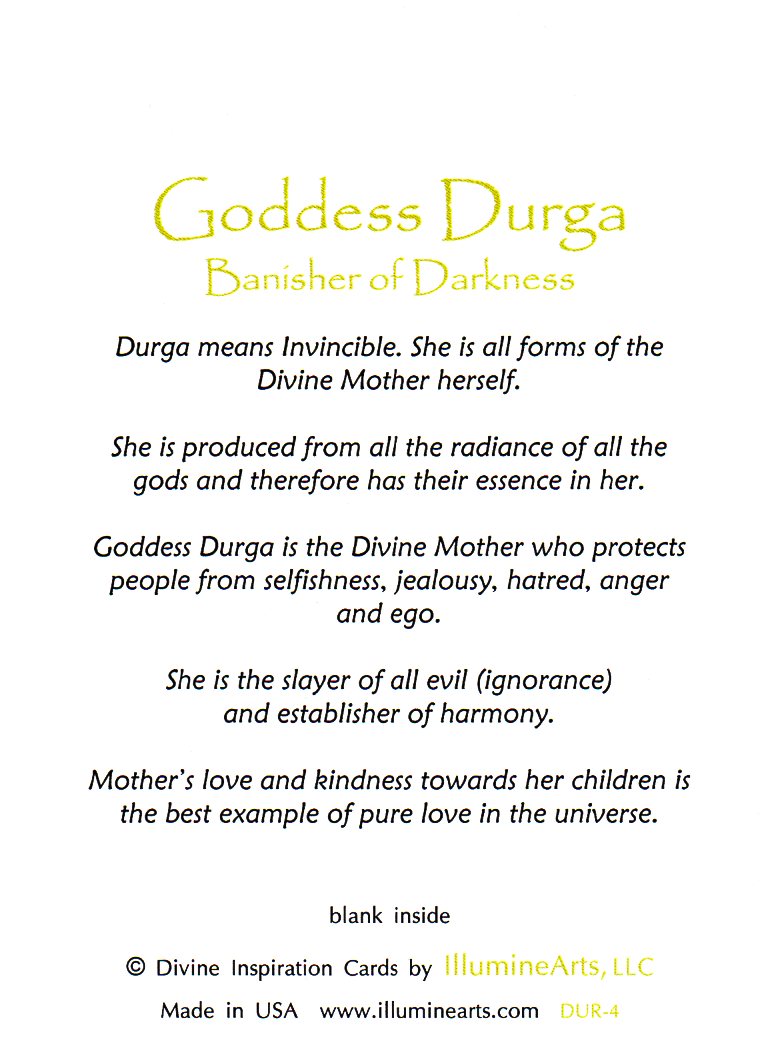 Goddess Durga
Banisher of Darkness
Durga means Invincible. She is all forms of the
Divine Mother herself.
She is produced from all the radiance of all the
gods and therefore has their essence in her.
Goddess Durga is the Divine Mother who protects
people from selfishness, jealousy, hatred, anger
and ego.
She is the slayer of all evil (ignorance)
and establisher of harmony.
Mother's love and kindness towards her children is
the best example of pure love in the universe.
blank inside
© Divine Inspiration Cards by IllumineArts, LLC
Made in USA www.illuminearts.com DUR-4